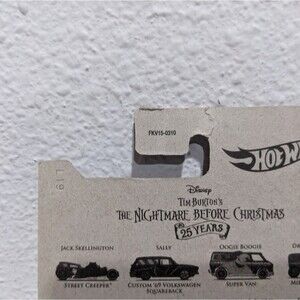 FKV15-0310
L19
HOT W
Disney
TIM BURTON'S
THE NIGHTMARE BEFORE CHRISTMAS
25 YEARS
JACK SKELLINGTON
SALLY
OOGIE BOOGIE
STREET CREEPER
CUSTOM '69 VOLKSWAGEN
SQUAREBACK
SUPER VAN